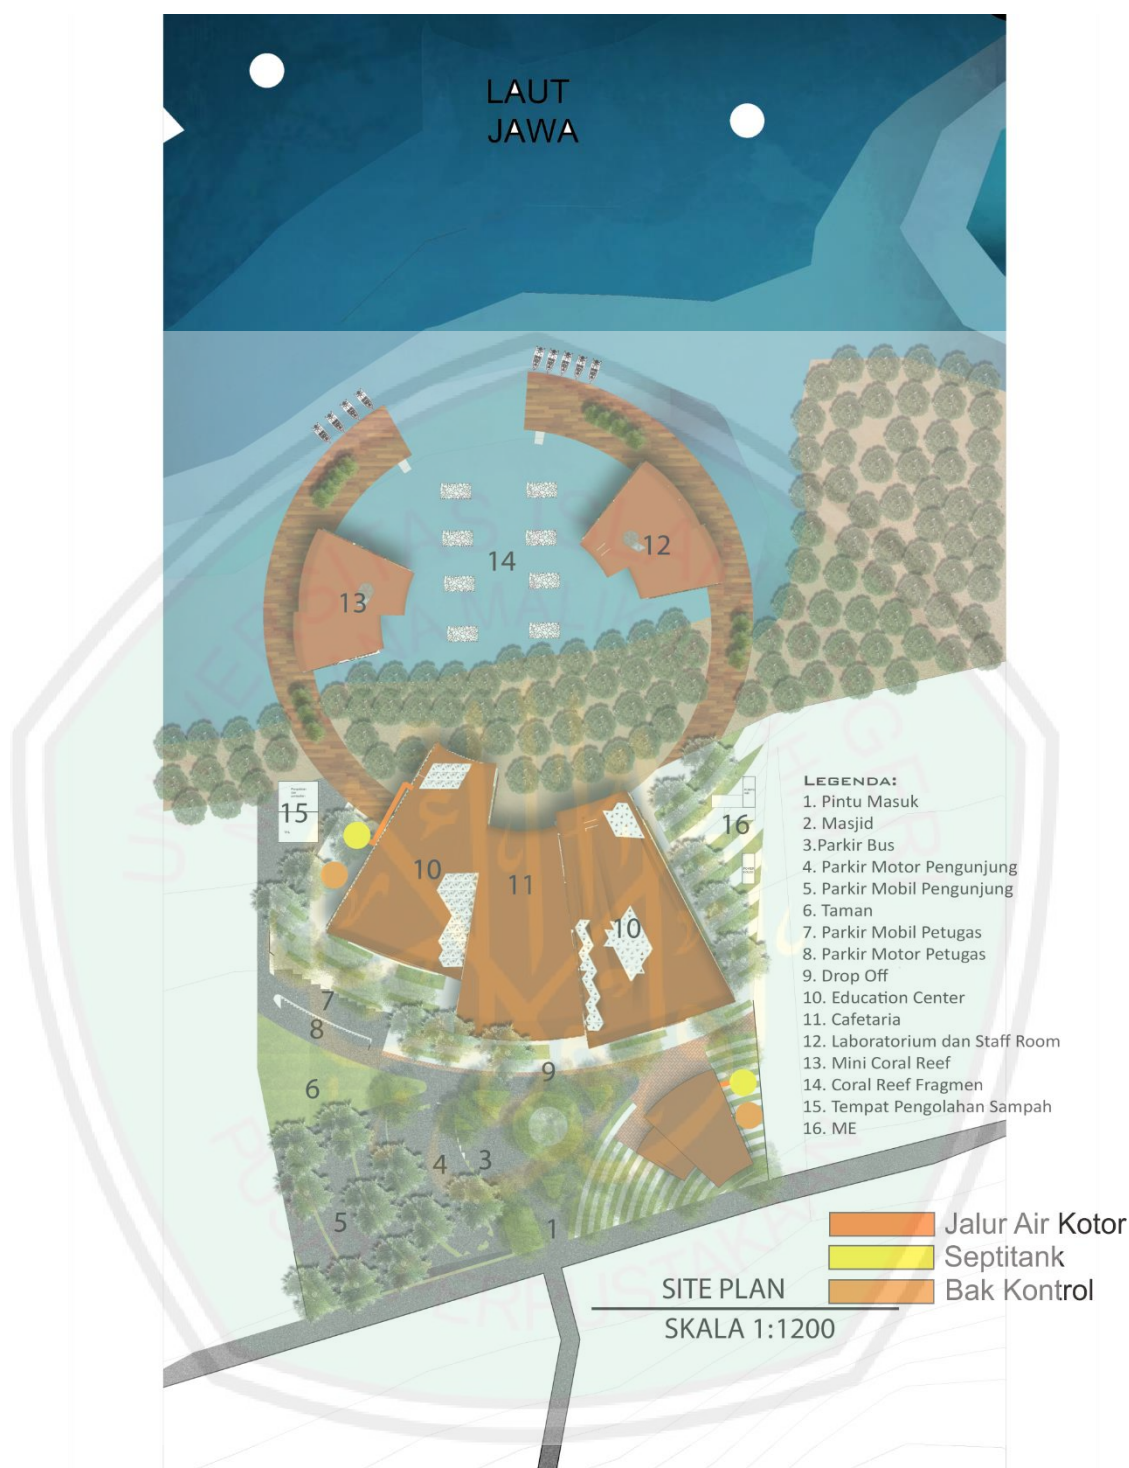 LAUT
JAWA
12
14
13
LEGENDA:
1. Pintu Masuk
2. Masjid
3.Parkir Bus
4. Parkir Motor Pengunjung
5. Parkir Mobil Pengunjung
6. Taman
7. Parkir Mobil Petugas
8. Parkir Motor Petugas
9. Drop Off
10. Education Center
11. Cafetaria
12. Laboratorium dan Staff Room
13. Mini Coral Reef
14. Coral Reef Fragmen
15. Tempat Pengolahan Sampah
16. ME
15
16
10
11
10
7
8
9
6
4
3
5
1
Jalur Air Kotor
Septitank
Bak Kontrol
SITE PLAN
SKALA 1:1200